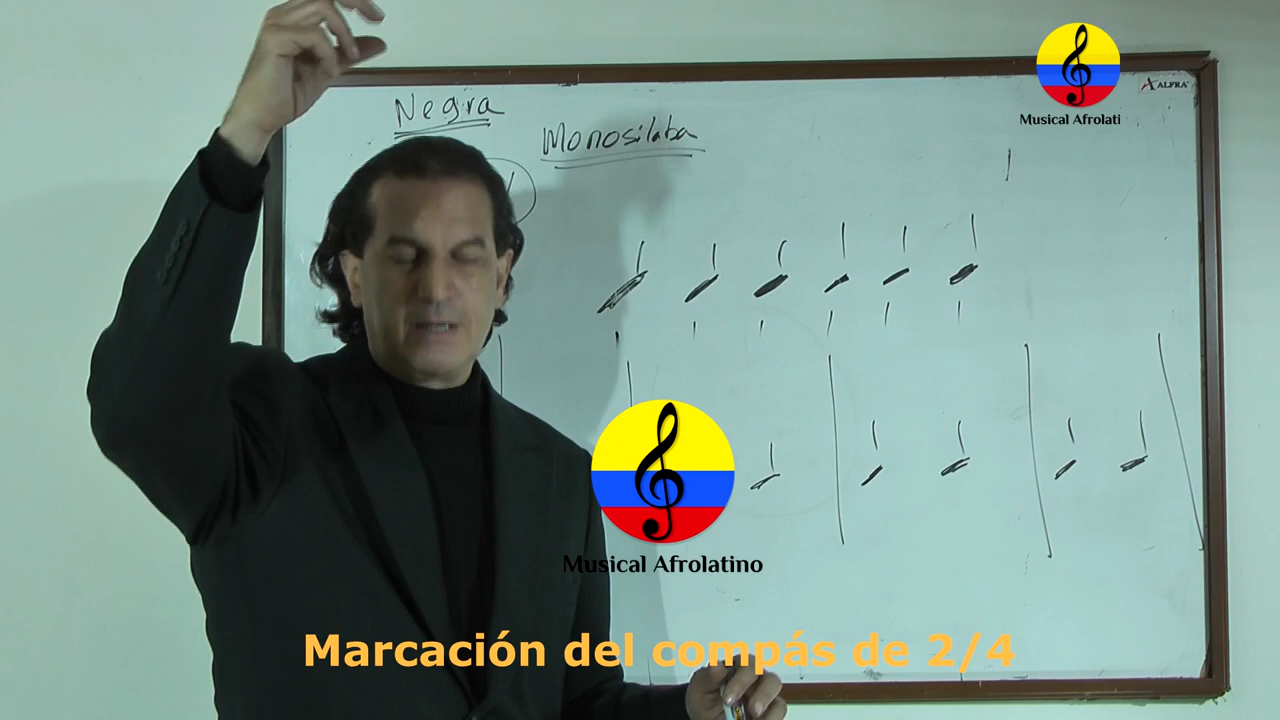 Musical Afrolati
ALFRA
Negra
Monosilaba
Musical Afrolatino
Marcación del compás de 2/4